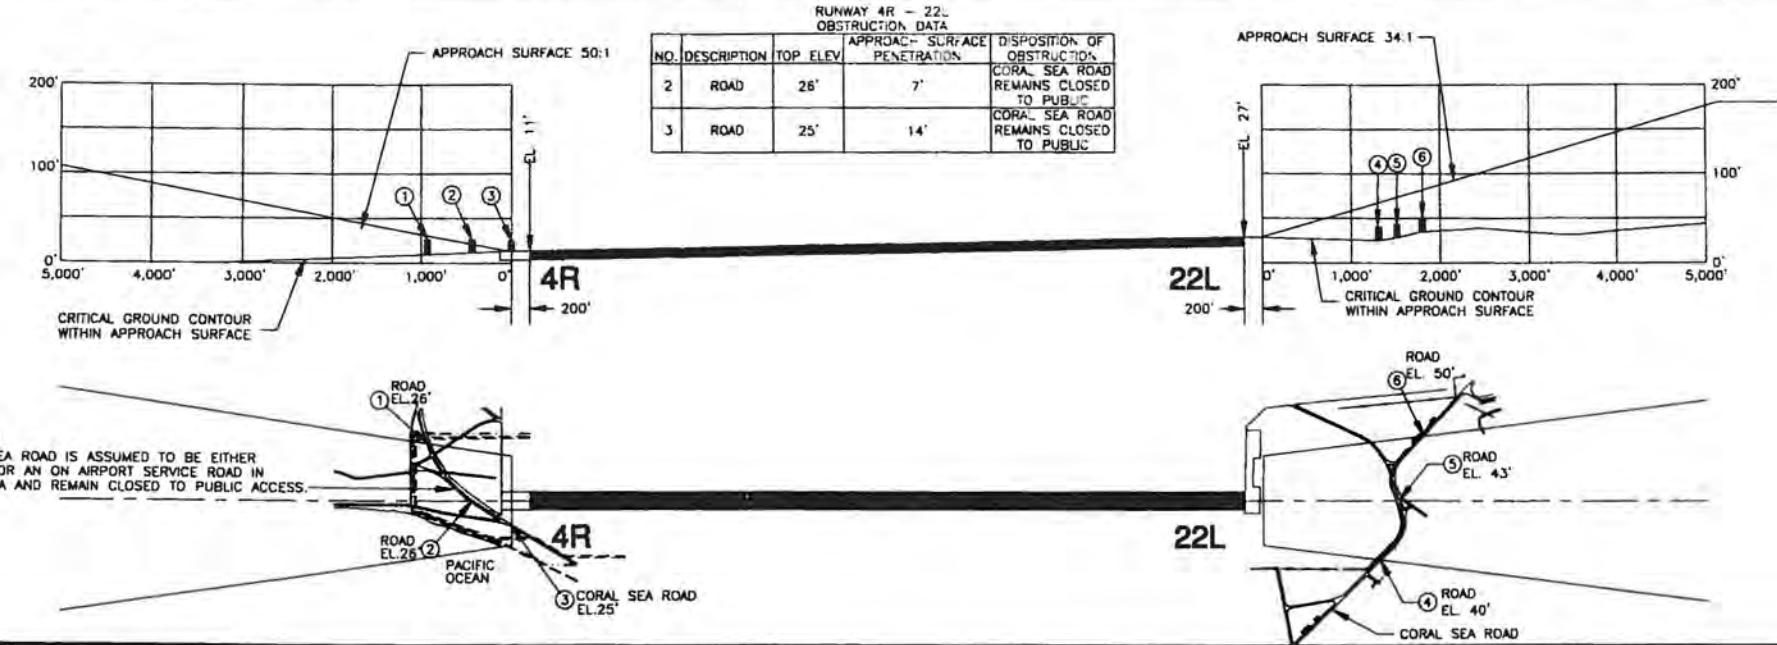 RUNWAY 4R - 22L
OBSTRUCTION DATA
NO. DESCRIPTION TOP ELEV APPROACH SURFACE PENETRATION DISPOSITION OF OBSTRUCTION
2 ROAD 26' 7' CORAL SEA ROAD REMAINS CLOSED TO PUBLIC
3 ROAD 25' 14' CORAL SEA ROAD REMAINS CLOSED TO PUBLIC
APPROACH SURFACE 50:1
200'
100'
0'
1
2
3
EL 11'
5,000' 4,000' 3,000' 2,000' 1,000' 0'
4R
200'
CRITICAL GROUND CONTOUR
WITHIN APPROACH SURFACE
APPROACH SURFACE 34:1
EL 27'
4
5
6
200'
100'
0'
22L
0' 1,000' 2,000' 3,000' 4,000' 5,000'
200'
CRITICAL GROUND CONTOUR
WITHIN APPROACH SURFACE
1 ROAD
EL.26'
EA ROAD IS ASSUMED TO BE EITHER
OR AN ON AIRPORT SERVICE ROAD IN
A AND REMAIN CLOSED TO PUBLIC ACCESS.
ROAD
EL.26' 2
PACIFIC
OCEAN
4R
3 CORAL SEA ROAD
EL.25'
22L
ROAD
6 EL. 50'
5 ROAD
EL. 43'
4 ROAD
EL. 40'
CORAL SEA ROAD